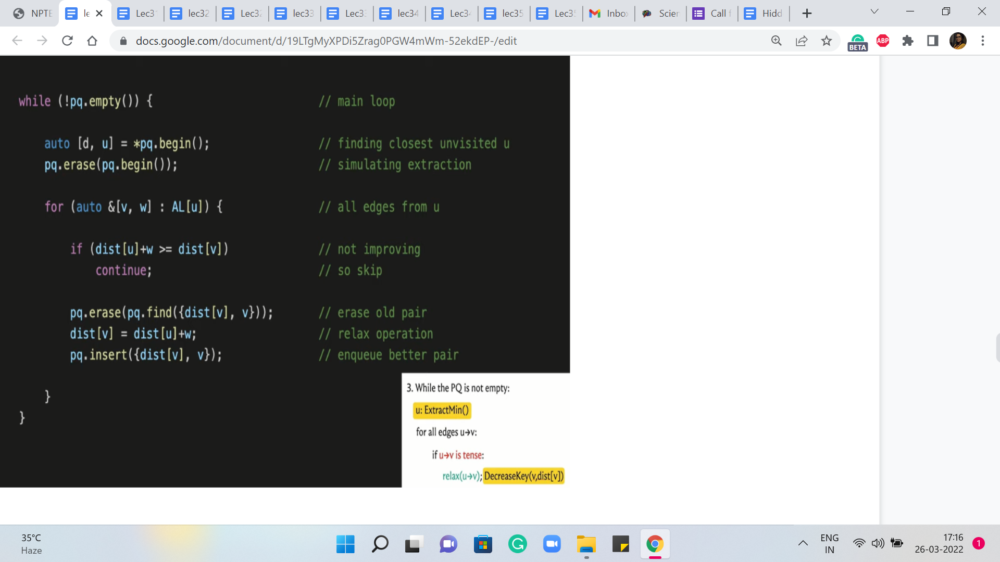 NPTE
le
Lec3
lec32
Lec3
lec33
Lec3
lec34
Lec3
lec35
Lec3
Inbo
Scien
Call f
Hidd
docs.google.com/document/d/19LTgMyXPDi5Zrag0PGW4mWm-52ekdEP-/edit
BETA
ABP
while (!pq.empty()) { // main loop
auto [d, u] = *pq.begin(); // finding closest unvisited u
pq.erase(pq.begin()); // simulating extraction
for (auto &[v, w] : AL[u]) { // all edges from u
if (dist[u]+w >= dist[v]) // not improving
continue; // so skip
pq.erase(pq.find({dist[v], v})); // erase old pair
dist[v] = dist[u]+w; // relax operation
pq.insert({dist[v], v}); // enqueue better pair
}
}
3. While the PQ is not empty:
u: ExtractMin()
for all edges u→v:
if u→v is tense:
relax(u→v); DecreaseKey(v,dist[v])
35°C
Haze
ENG
IN
17:16
26-03-2022
1